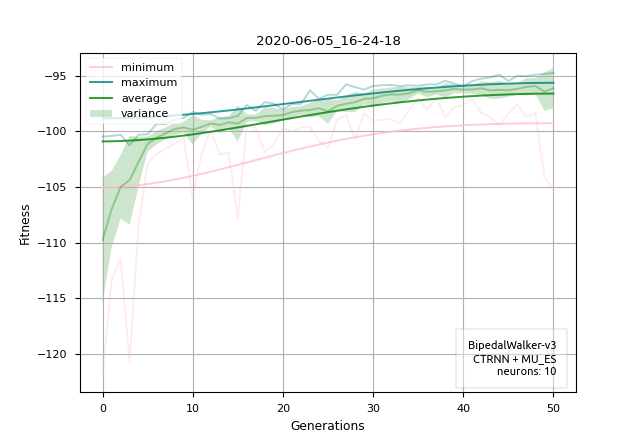 2020-06-05_16-24-18
minimum
maximum
average
variance
Fitness
−95
−100
−105
−110
−115
−120
BipedalWalker-v3
CTRNN + MU_ES
neurons: 10
0 10 20 30 40 50
Generations